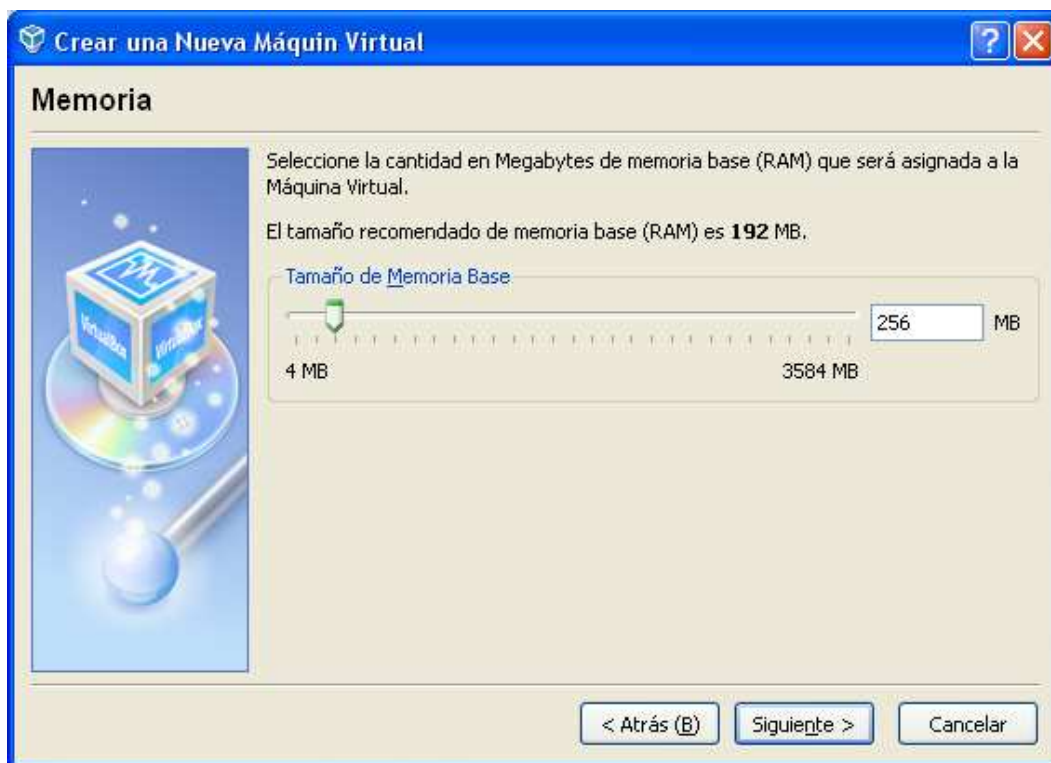 Crear una Nueva Máquin Virtual
Memoria
Seleccione la cantidad en Megabytes de memoria base (RAM) que será asignada a la
Máquina Virtual.
El tamaño recomendado de memoria base (RAM) es 192 MB.
Tamaño de Memoria Base
256 MB
4 MB 3584 MB
VirtualBox VirtualBox
< Atrás (B) Siguiente > Cancelar